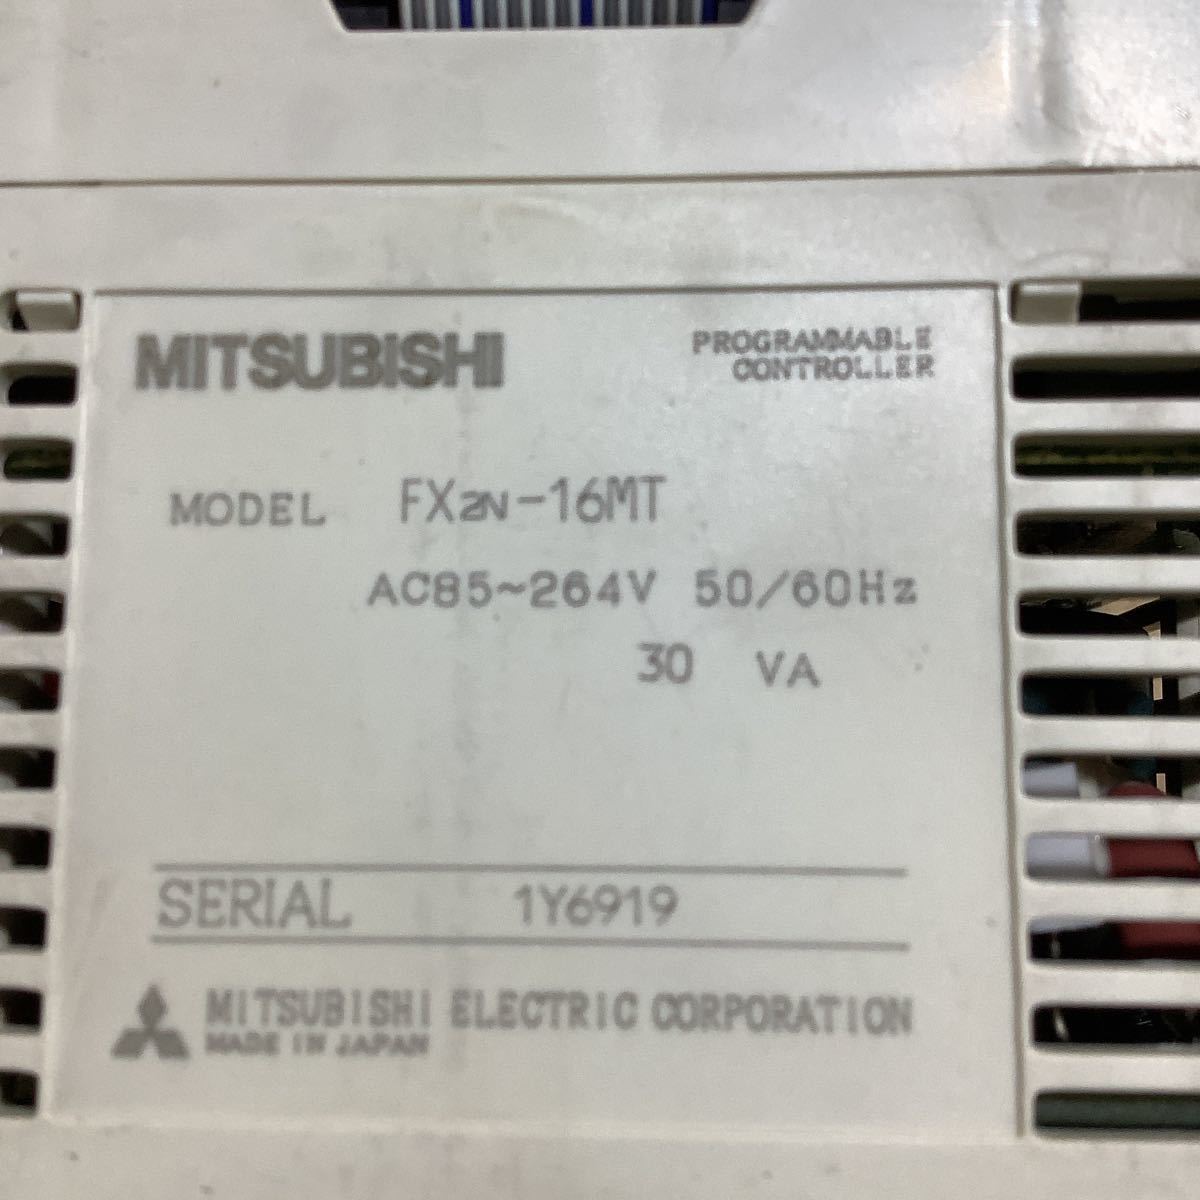 MITSUBISHI
PROGRAMMABLE
CONTROLLER
MODEL FX2N-16MT
AC85~264V 50/60Hz
30 VA
SERIAL 1Y6919
MITSUBISHI ELECTRIC CORPORATION
MADE IN JAPAN